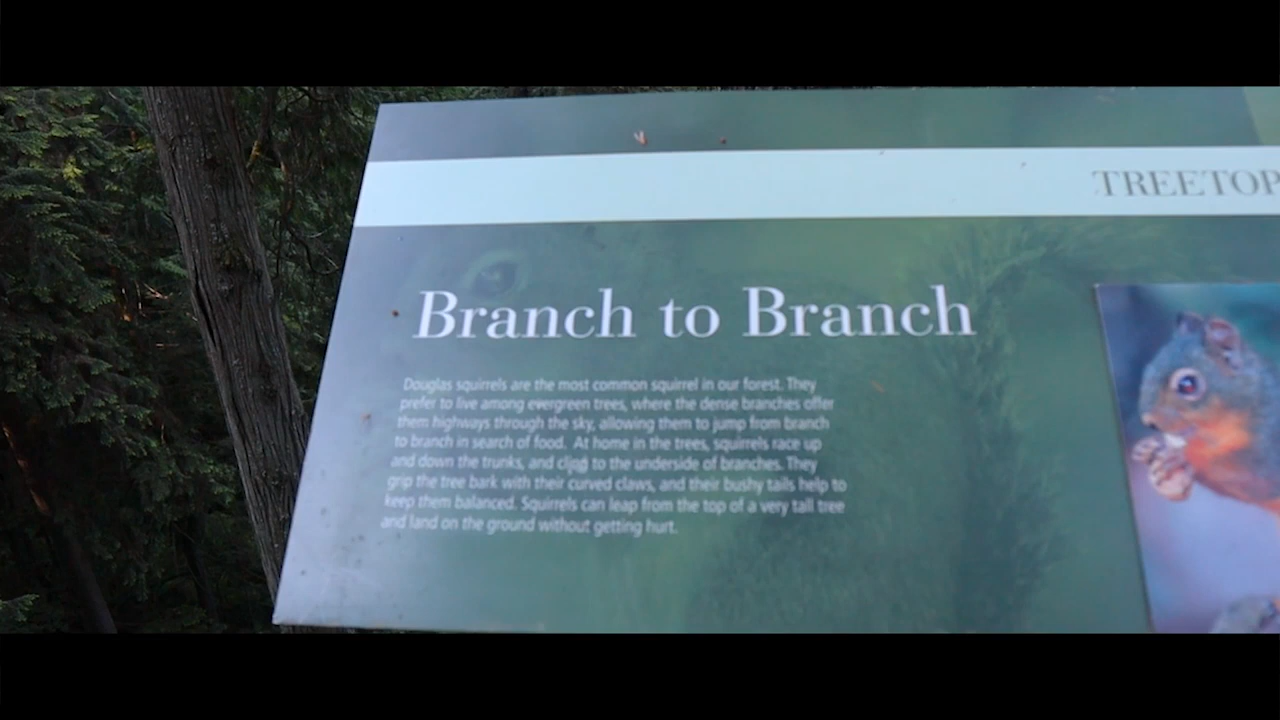 TREETOP
Branch to Branch
Douglas squirrels are the most common squirrel in our forest. They
prefer to live among evergreen trees, where the dense branches offer
them highways through the sky, allowing them to jump from branch
to branch in search of food. At home in the trees, squirrels race up
and down the trunks, and cling to the underside of branches. They
grip the tree bark with their curved claws, and their bushy tails help to
keep them balanced. Squirrels can leap from the top of a very tall tree
and land on the ground without getting hurt.